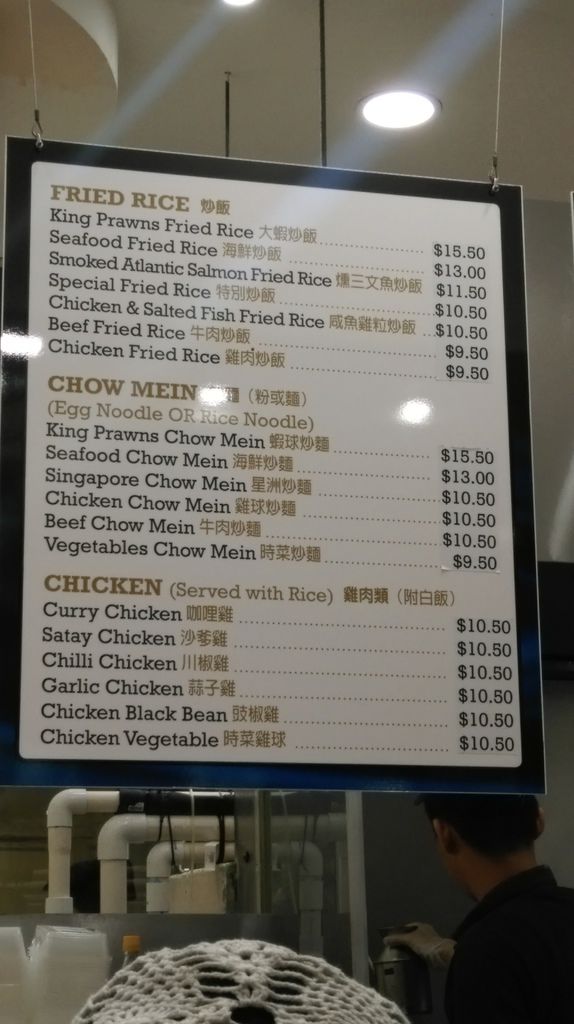 FRIED RICE 炒飯
King Prawns Fried Rice 大蝦炒飯 $15.50
Seafood Fried Rice 海鮮炒飯 $13.00
Smoked Atlantic Salmon Fried Rice 燻三文魚炒飯 $11.50
Special Fried Rice 特別炒飯 $10.50
Chicken & Salted Fish Fried Rice 咸魚雞粒炒飯 $10.50
Beef Fried Rice 牛肉炒飯 $9.50
Chicken Fried Rice 雞肉炒飯 $9.50
CHOW MEIN 麵（粉或麵）
(Egg Noodle OR Rice Noodle)
King Prawns Chow Mein 蝦球炒麵 $15.50
Seafood Chow Mein 海鮮炒麵 $13.00
Singapore Chow Mein 星洲炒麵 $10.50
Chicken Chow Mein 雞球炒麵 $10.50
Beef Chow Mein 牛肉炒麵 $10.50
Vegetables Chow Mein 時菜炒麵 $9.50
CHICKEN (Served with Rice) 雞肉類（附白飯）
Curry Chicken 咖哩雞 $10.50
Satay Chicken 沙爹雞 $10.50
Chilli Chicken 川椒雞 $10.50
Garlic Chicken 蒜子雞 $10.50
Chicken Black Bean 豉椒雞 $10.50
Chicken Vegetable 時菜雞球 $10.50